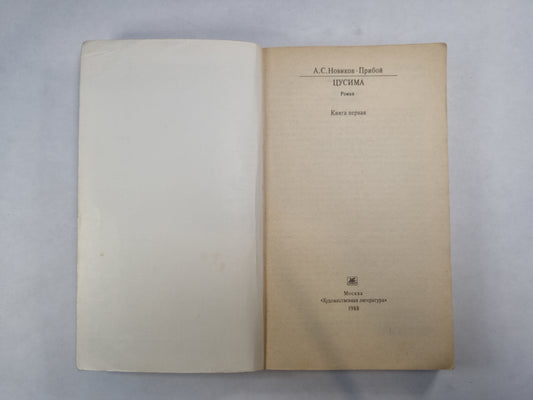 А. С. Новиков-Прибой
ЦУСИМА
Роман
Книга первая
Москва
«Художественная литература»
1988